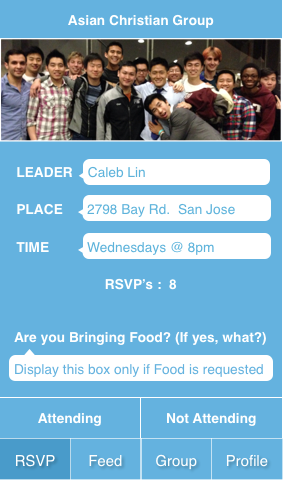 Asian Christian Group
LEADER Caleb Lin
PLACE 2798 Bay Rd. San Jose
TIME Wednesdays @ 8pm
RSVP's : 8
Are you Bringing Food? (If yes, what?)
Display this box only if Food is requested
Attending Not Attending
RSVP Feed Group Profile